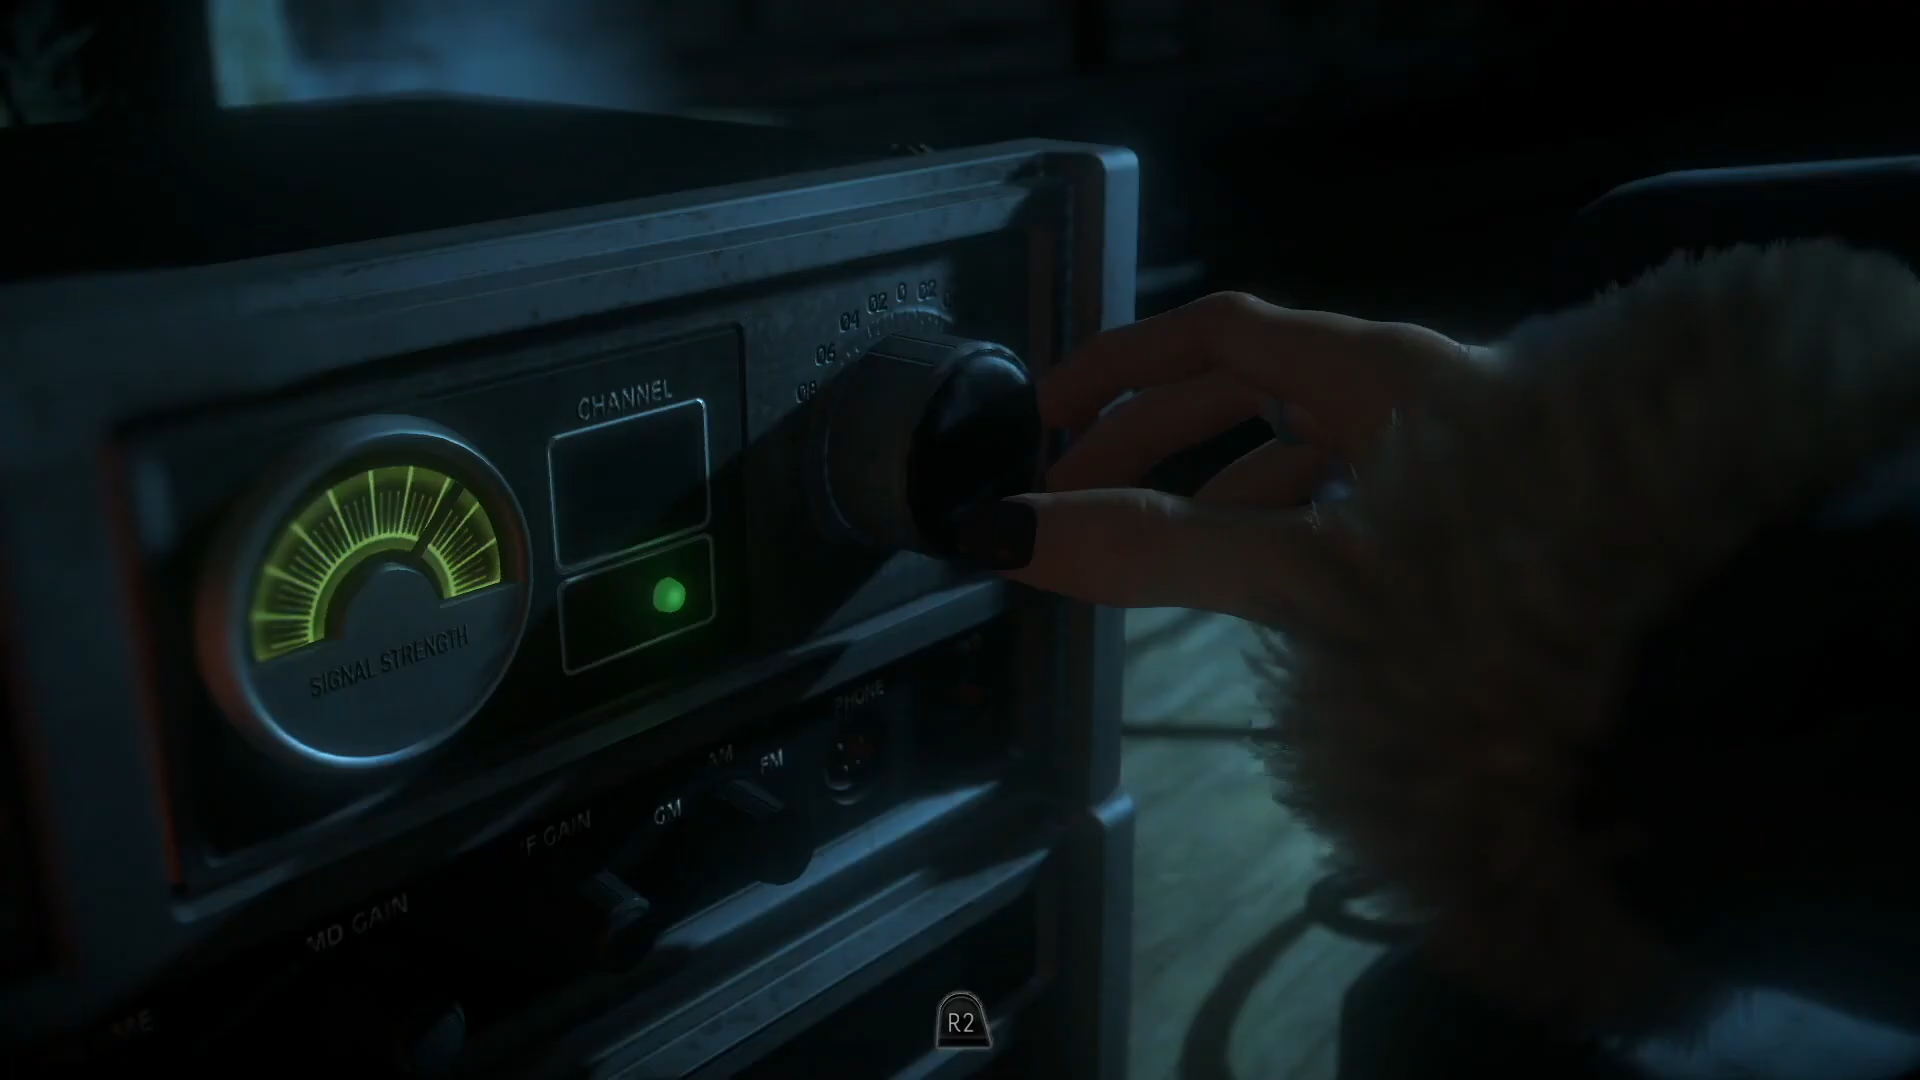 04 02 0 02
06
08
CHANNEL
SIGNAL STRENGTH
PHONE
AM FM
GM
F GAIN
MD GAIN
R2